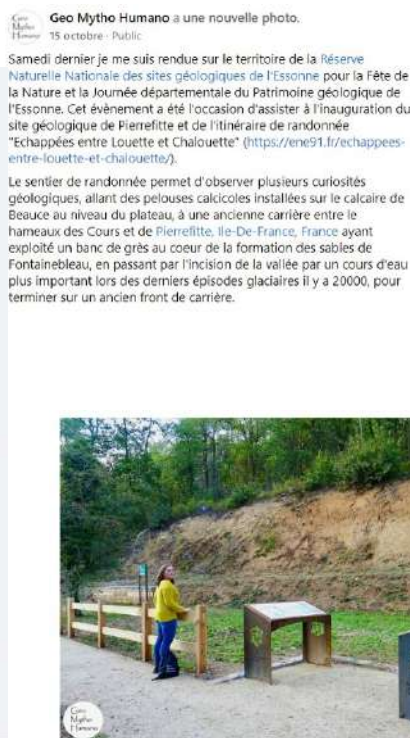 Geo Mytho Humano a une nouvelle photo.
15 octobre · Public
Samedi dernier je me suis rendue sur le territoire de la Réserve
Naturelle Nationale des sites géologiques de l'Essonne pour la Fête de
la Nature et la Journée départementale du Patrimoine géologique de
l'Essonne. Cet évènement a été l'occasion d'assister à l'inauguration du
site géologique de Pierrefitte et de l'itinéraire de randonnée
"Echappées entre Louette et Chalouette" (https://ene91.fr/echappees-
entre-louette-et-chalouette/).
Le sentier de randonnée permet d'observer plusieurs curiosités
géologiques, allant des pelouses calcicoles installées sur le calcaire de
Beauce au niveau du plateau, à une ancienne carrière entre le
hameaux des Cours et de Pierrefitte, Ile-De-France, France ayant
exploité un banc de grès au coeur de la formation des sables de
Fontainebleau, en passant par l'incision de la vallée par un cours d'eau
plus important lors des derniers épisodes glaciaires il y a 20000, pour
terminer sur un ancien front de carrière.
Geo
Mytho
Humano